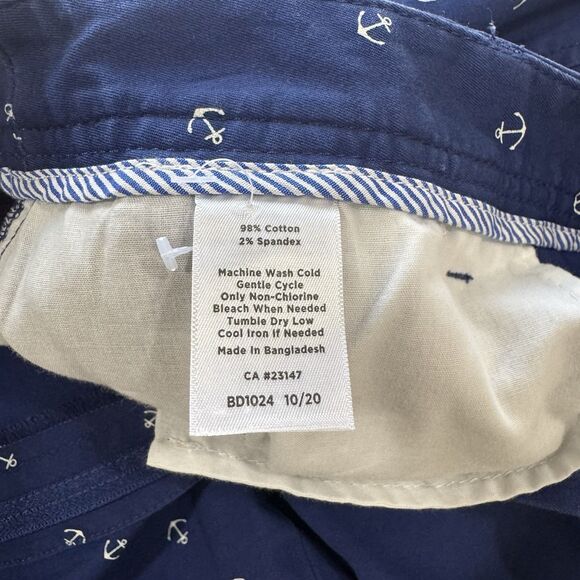 98% Cotton
2% Spandex
Machine Wash Cold
Gentle Cycle
Only Non-Chlorine
Bleach When Needed
Tumble Dry Low
Cool Iron if Needed
Made in Bangladesh
CA #23147
BD1024 10/20